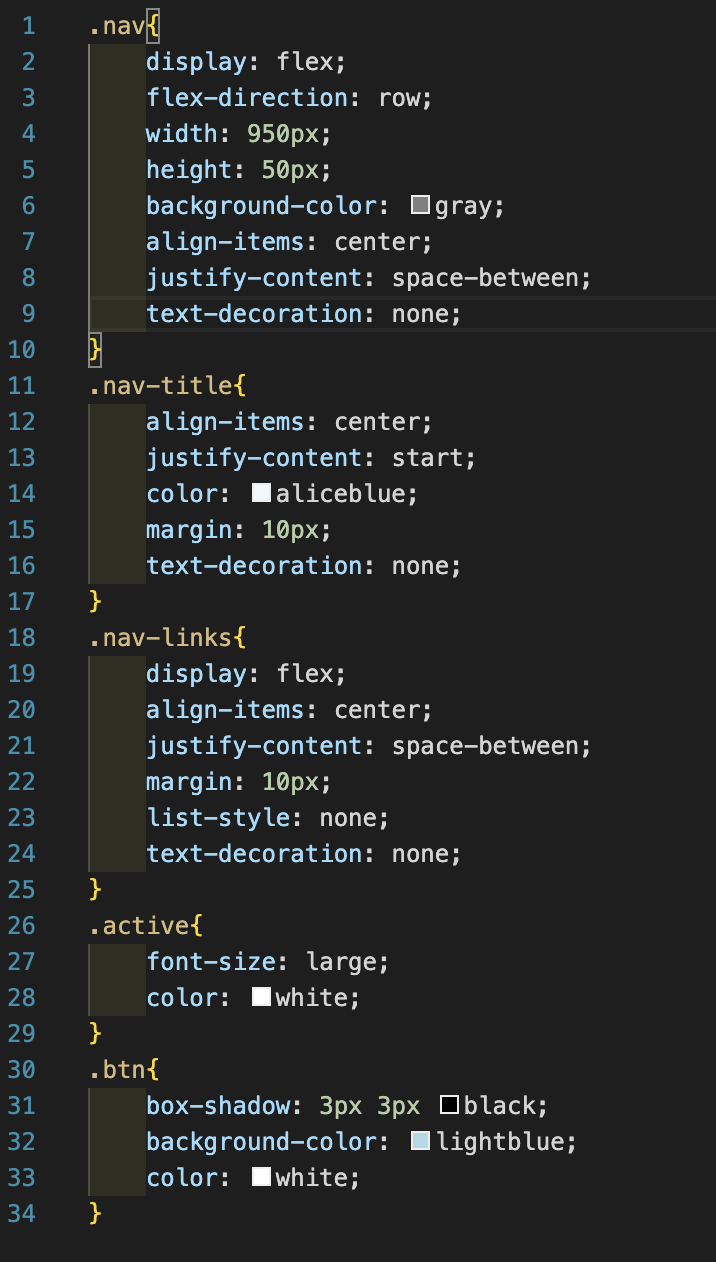 1 .nav{
2 display: flex;
3 flex-direction: row;
4 width: 950px;
5 height: 50px;
6 background-color: gray;
7 align-items: center;
8 justify-content: space-between;
9 text-decoration: none;
10 }
11 .nav-title{
12 align-items: center;
13 justify-content: start;
14 color: aliceblue;
15 margin: 10px;
16 text-decoration: none;
17 }
18 .nav-links{
19 display: flex;
20 align-items: center;
21 justify-content: space-between;
22 margin: 10px;
23 list-style: none;
24 text-decoration: none;
25 }
26 .active{
27 font-size: large;
28 color: white;
29 }
30 .btn{
31 box-shadow: 3px 3px black;
32 background-color: lightblue;
33 color: white;
34 }